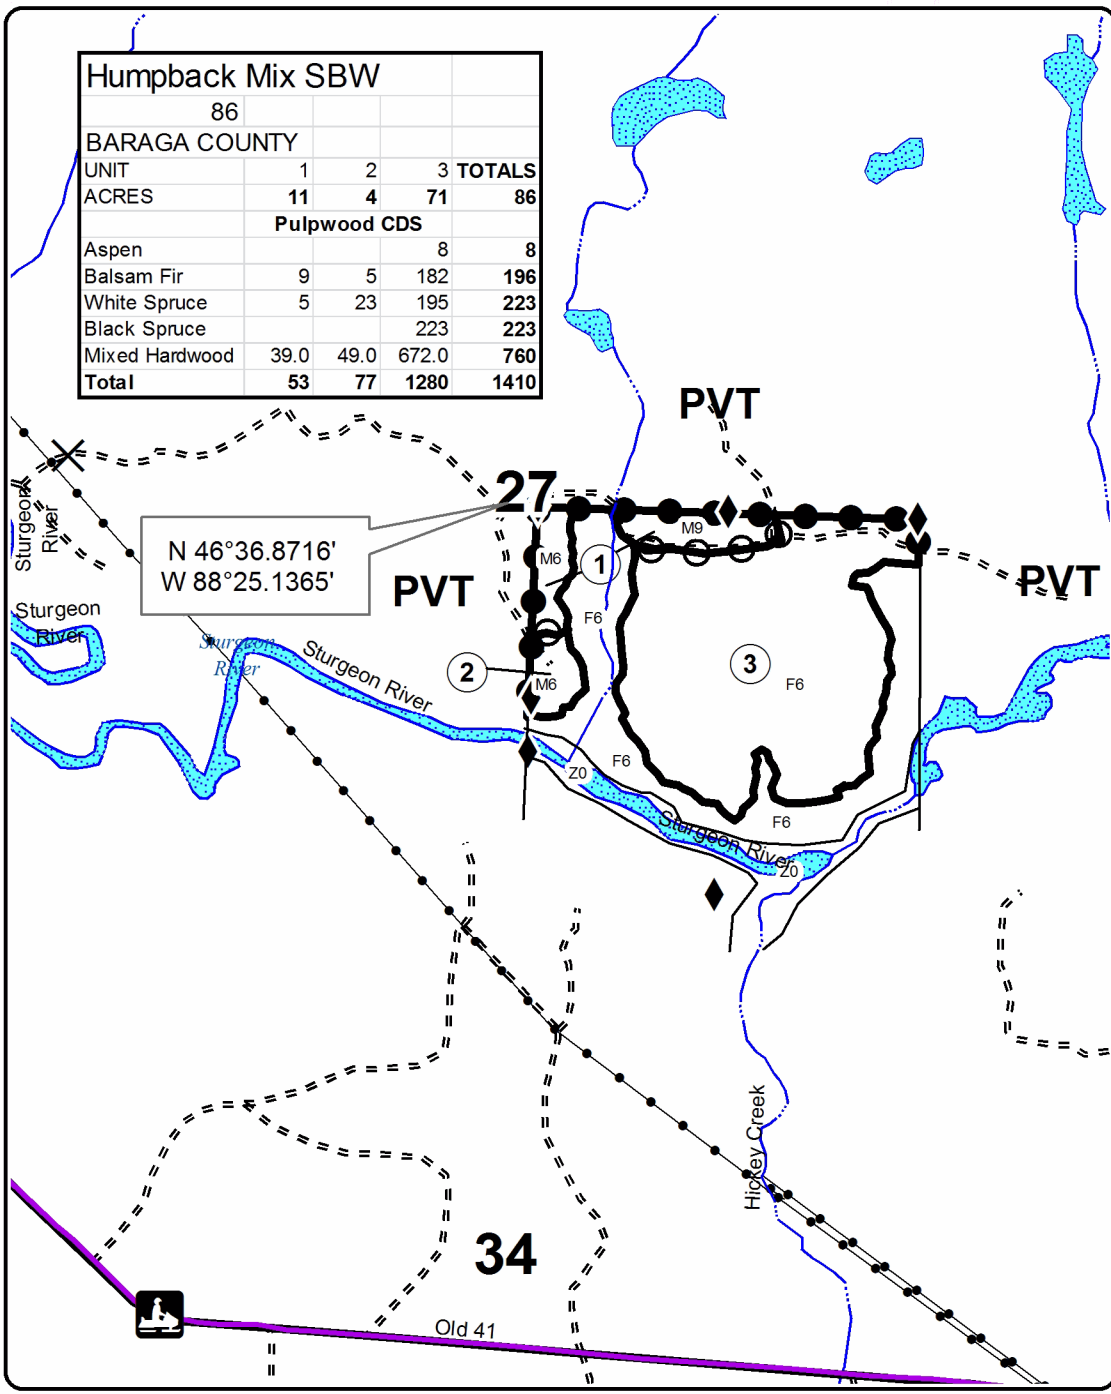 Humpback Mix SBW
86
BARAGA COUNTY
UNIT 1 2 3 TOTALS
ACRES 11 4 71 86
Pulpwood CDS
Aspen 8 8
Balsam Fir 9 5 182 196
White Spruce 5 23 195 223
Black Spruce 223 223
Mixed Hardwood 39.0 49.0 672.0 760
Total 53 77 1280 1410
PVT
27
N 46°36.8716'
W 88°25.1365'
Sturgeon
River
M9
M6
1
PVT
PVT
F6
Sturgeon
River
Sturgeon
River
Sturgeon River
2
M6
3
F6
F6
Z0
F6
Sturgeon River
Z0
Hickey Creek
34
Old 41